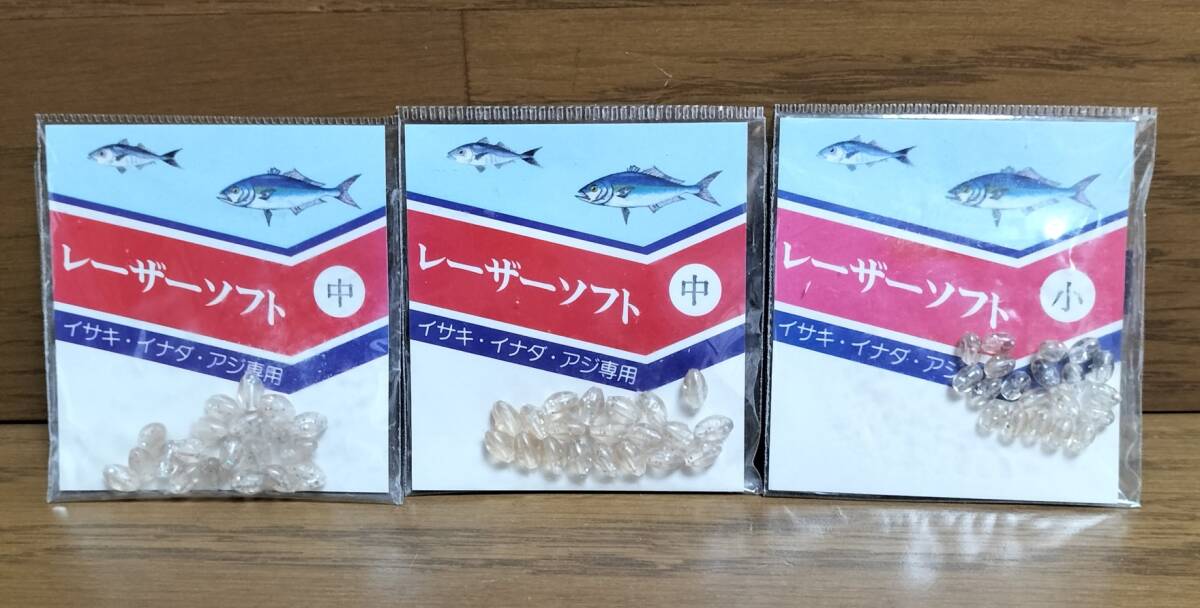 レーザーソフト 中
イサキ・イナダ・アジ専用
レーザーソフト 中
イサキ・イナダ・アジ専用
レーザーソフト 小
イサキ・イナダ・アジ